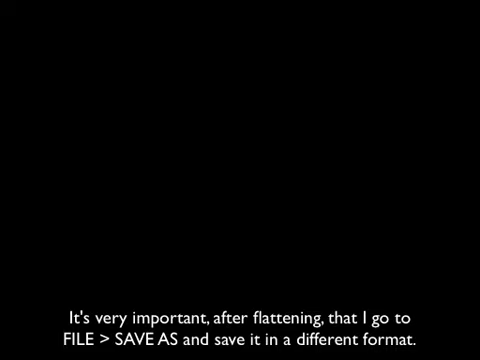 It's very important, after flattening, that I go to
FILE > SAVE AS and save it in a different format.